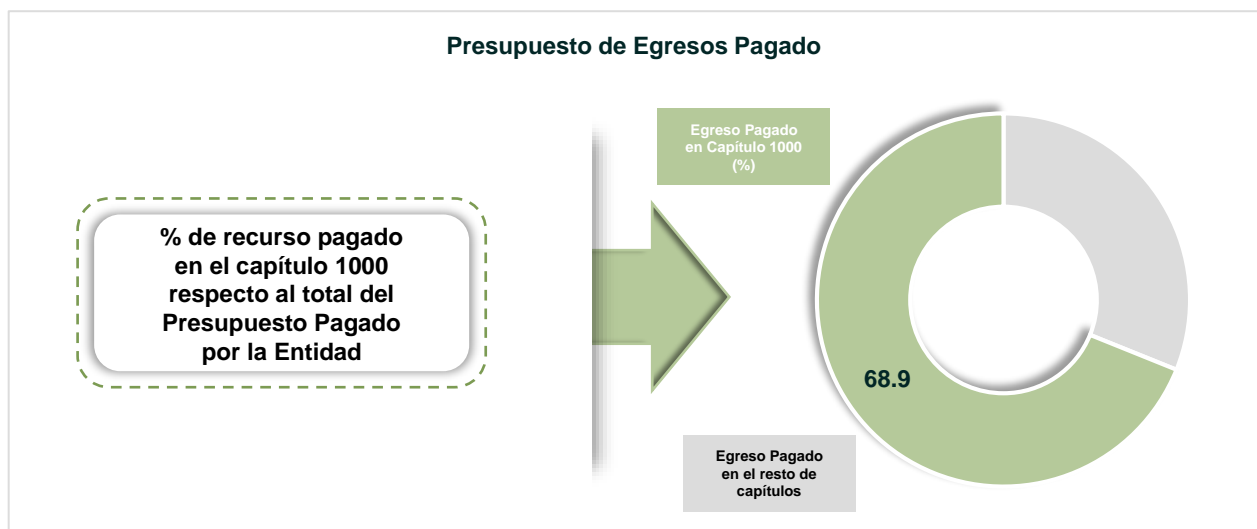 Presupuesto de Egresos Pagado
Egreso Pagado
en Capítulo 1000
(%)
% de recurso pagado
en el capítulo 1000
respecto al total del
Presupuesto Pagado
por la Entidad
68.9
Egreso Pagado
en el resto de
capítulos